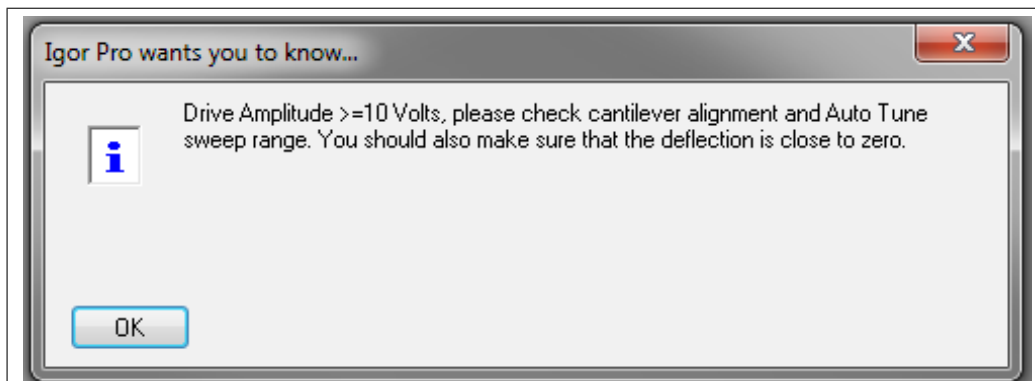 Igor Pro wants you to know...
Drive Amplitude >=10 Volts, please check cantilever alignment and Auto Tune
sweep range. You should also make sure that the deflection is close to zero.
OK